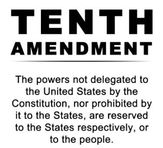 TENTH
AMENDMENT
The powers not delegated to
the United States by the
Constitution, nor prohibited by
it to the States, are reserved
to the States respectively, or
to the people.